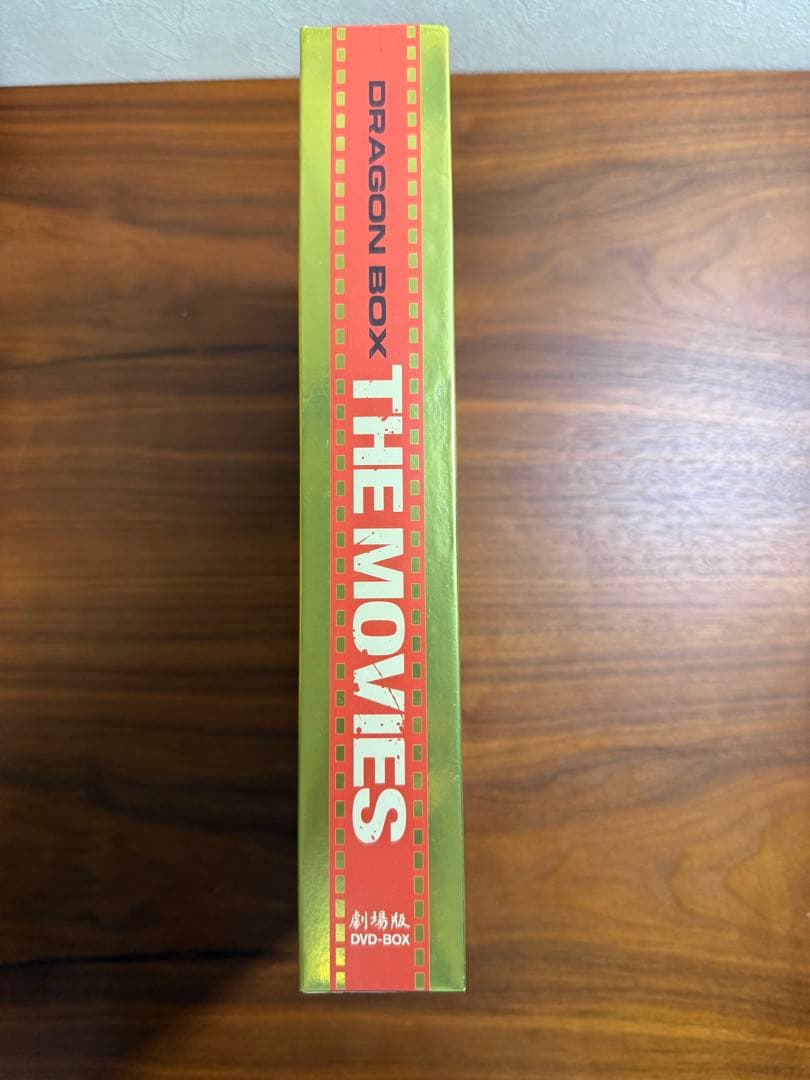 DRAGON BOX
THE MOVIES
劇場版
DVD-BOX